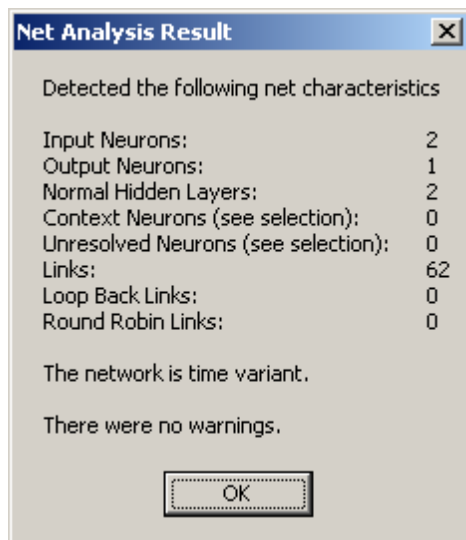 Net Analysis Result
Detected the following net characteristics
Input Neurons: 2
Output Neurons: 1
Normal Hidden Layers: 2
Context Neurons (see selection): 0
Unresolved Neurons (see selection): 0
Links: 62
Loop Back Links: 0
Round Robin Links: 0
The network is time variant.
There were no warnings.
OK